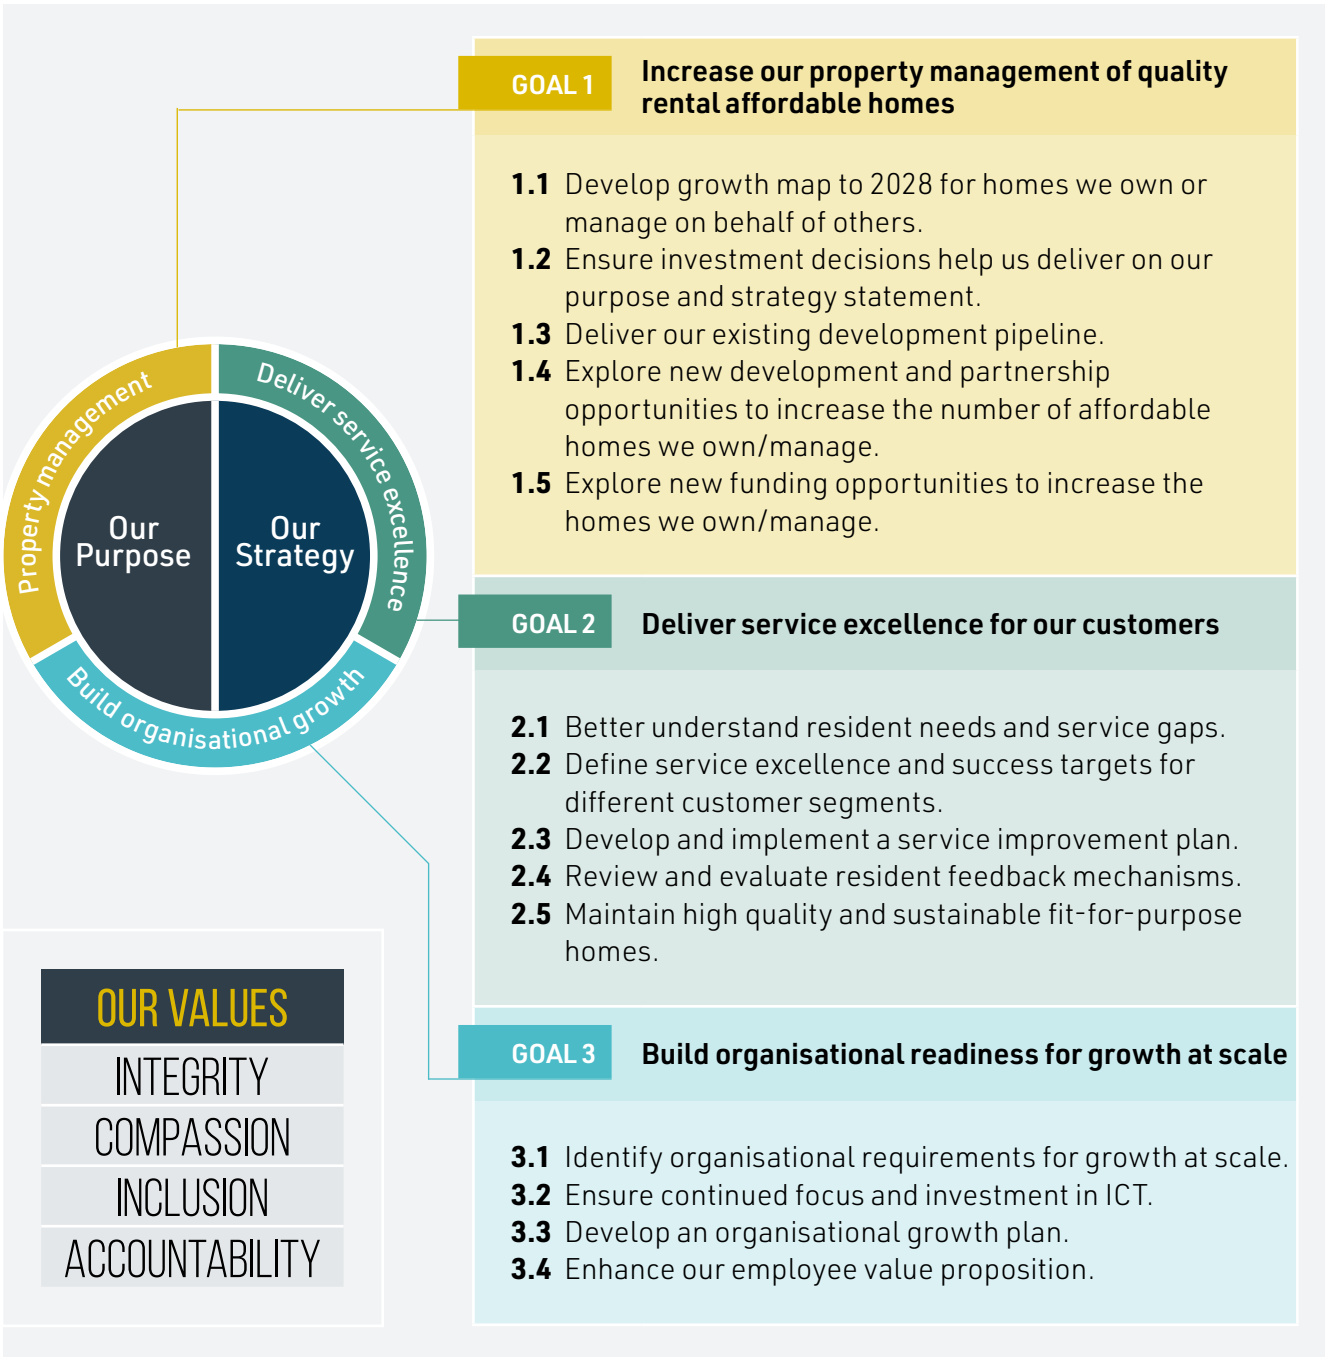 Property management
Deliver service excellence
Build organisational growth
Our
Purpose
Our
Strategy
OUR VALUES
INTEGRITY
COMPASSION
INCLUSION
ACCOUNTABILITY
GOAL 1
Increase our property management of quality
rental affordable homes
1.1 Develop growth map to 2028 for homes we own or
manage on behalf of others.
1.2 Ensure investment decisions help us deliver on our
purpose and strategy statement.
1.3 Deliver our existing development pipeline.
1.4 Explore new development and partnership
opportunities to increase the number of affordable
homes we own/manage.
1.5 Explore new funding opportunities to increase the
homes we own/manage.
GOAL 2
Deliver service excellence for our customers
2.1 Better understand resident needs and service gaps.
2.2 Define service excellence and success targets for
different customer segments.
2.3 Develop and implement a service improvement plan.
2.4 Review and evaluate resident feedback mechanisms.
2.5 Maintain high quality and sustainable fit-for-purpose
homes.
GOAL 3
Build organisational readiness for growth at scale
3.1 Identify organisational requirements for growth at scale.
3.2 Ensure continued focus and investment in ICT.
3.3 Develop an organisational growth plan.
3.4 Enhance our employee value proposition.